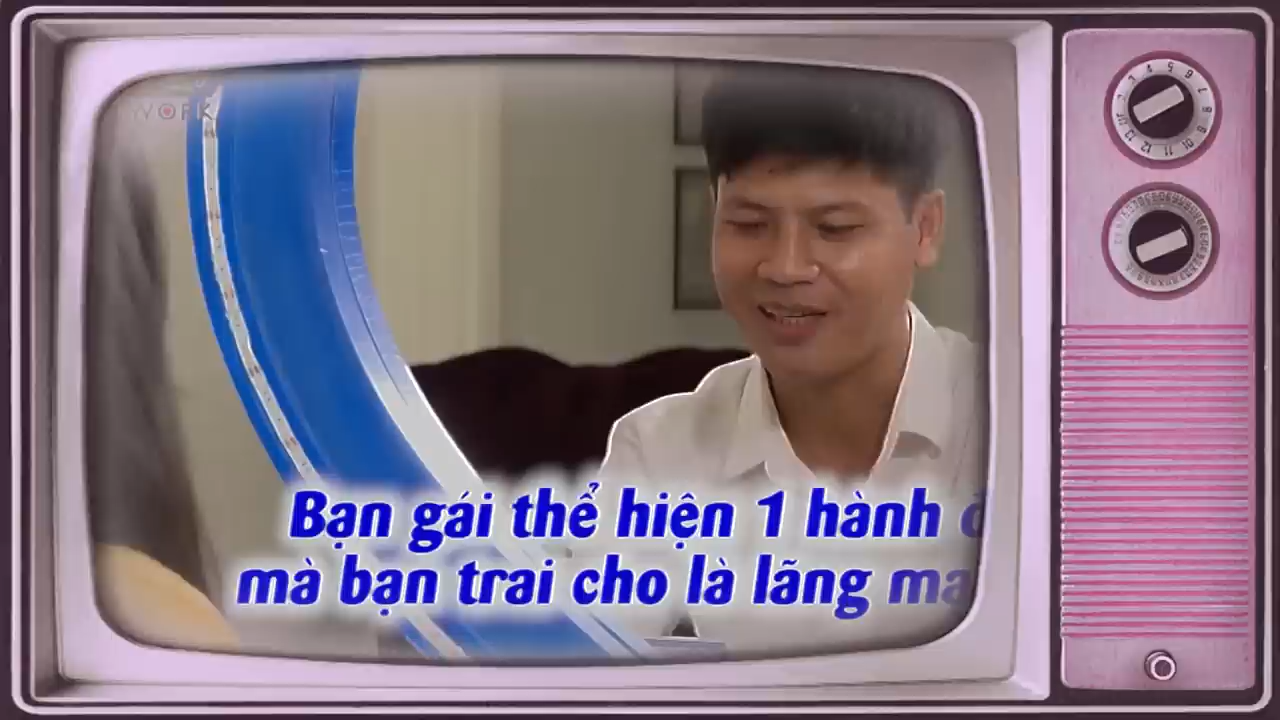 Bạn gái thể hiện 1 hành
mà bạn trai cho là lãng